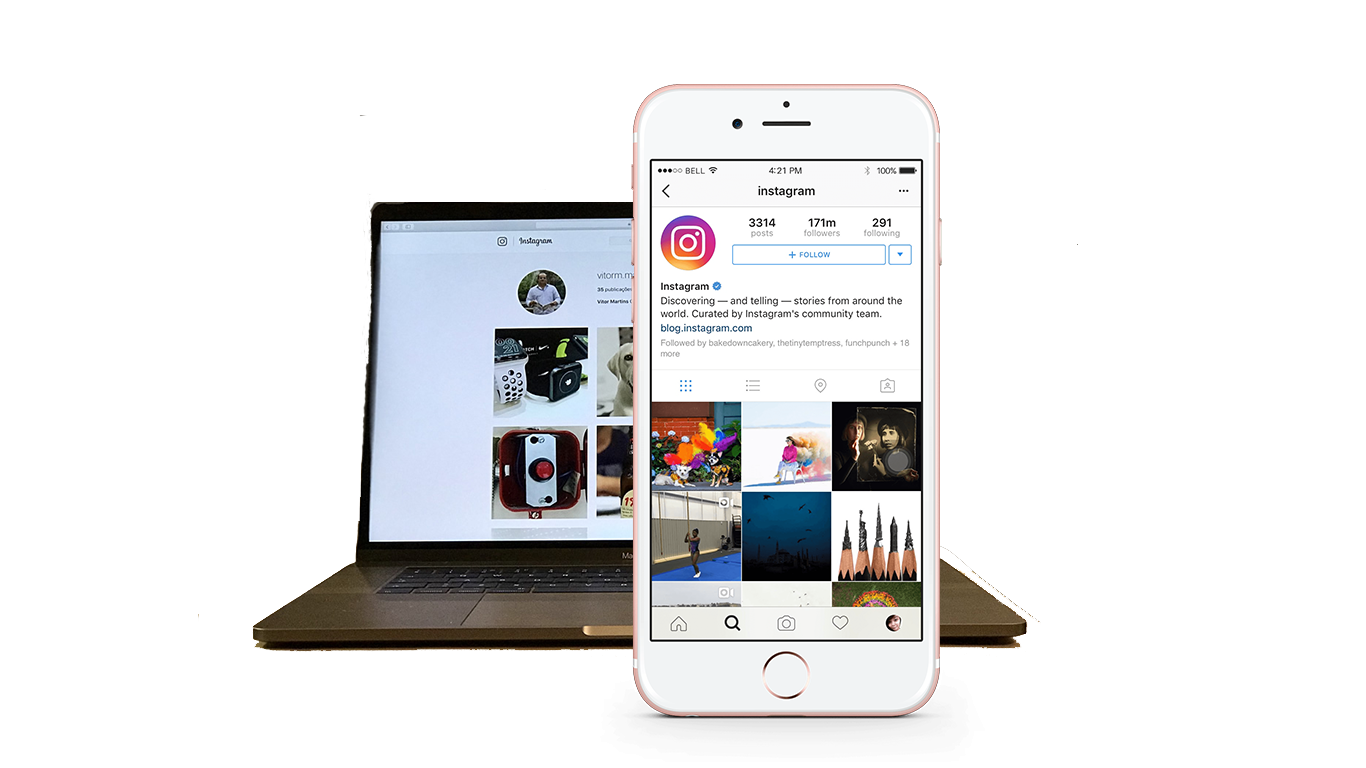 Instagram
vitorm.m
35 publicações
Vitor Martins
BELL 4:21 PM 100%
instagram
3314 171m 291
posts followers following
+ FOLLOW
Instagram
Discovering — and telling — stories from around the
world. Curated by Instagram's community team.
blog.instagram.com
Followed by bakedowncakery, thetinytemptress, funchpunch + 18
more